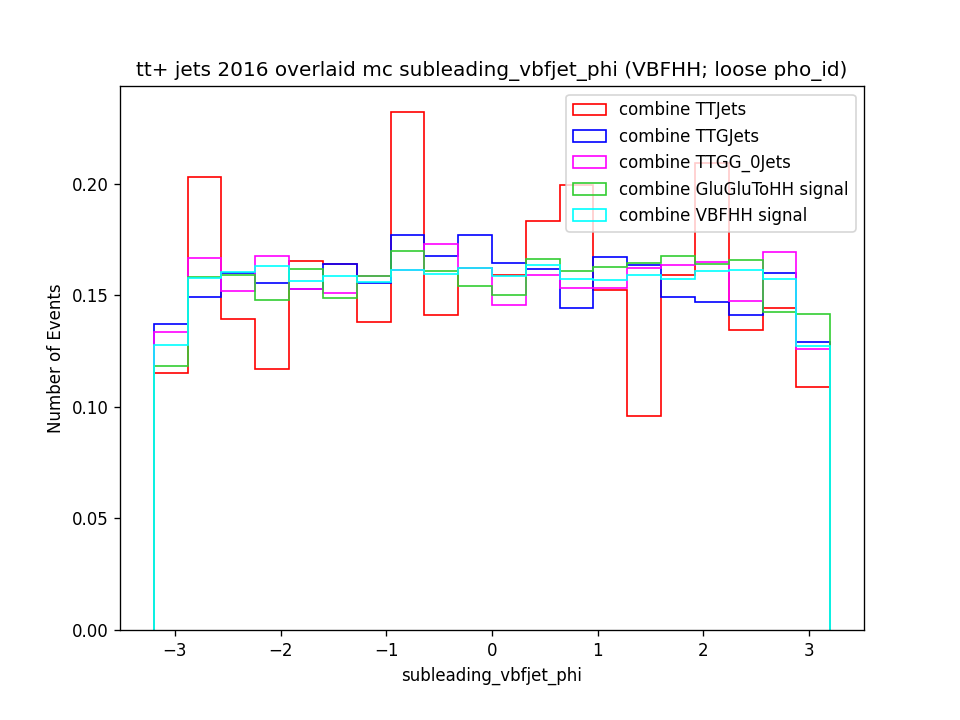 tt+ jets 2016 overlaid mc subleading_vbfjet_phi (VBFHH; loose pho_id)
combine TTJets
combine TTGJets
combine TTGG_0Jets
combine GluGluToHH signal
combine VBFHH signal
0.20
0.15
0.10
0.05
0.00
Number of Events
−3 −2 −1 0 1 2 3
subleading_vbfjet_phi